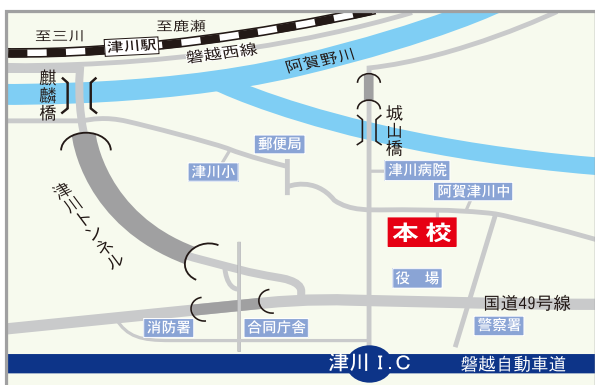 至三川
至鹿瀬
津川駅
磐越西線
阿賀野川
麒麟橋
城山橋
郵便局
津川小
津川病院
阿賀津川中
津川トンネル
本校
役 場
国道49号線
消防署
合同庁舎
警察署
津川I.C
磐越自動車道